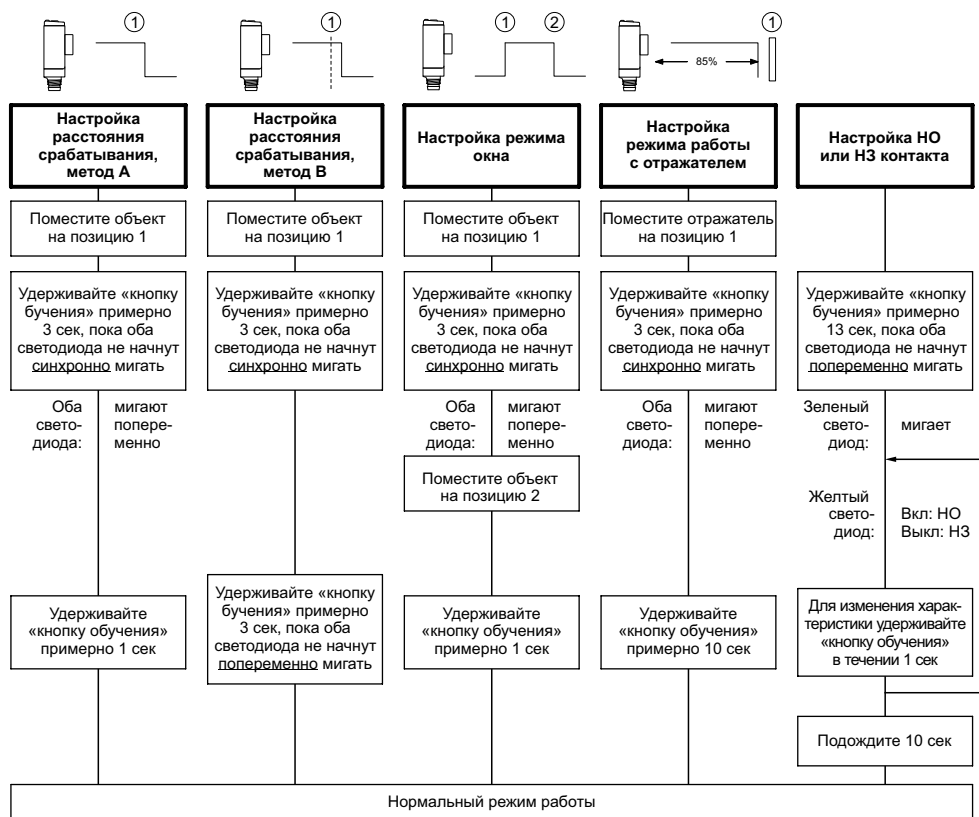 1
1
1
2
85%
1
Настройка
расстояния
срабатывания,
метод А
Настройка
расстояния
срабатывания,
метод В
Настройка режима
окна
Настройка
режима работы
с отражателем
Настройка НО
или НЗ контакта
Поместите объект
на позицию 1
Поместите объект
на позицию 1
Поместите объект
на позицию 1
Поместите отражатель
на позицию 1
Удерживайте «кнопку
бучения» примерно
3 сек, пока оба
светодиода не начнут
синхронно мигать
Удерживайте «кнопку
бучения» примерно
3 сек, пока оба
светодиода не начнут
синхронно мигать
Удерживайте «кнопку
бучения» примерно
3 сек, пока оба
светодиода не начнут
синхронно мигать
Удерживайте «кнопку
бучения» примерно
3 сек, пока оба
светодиода не начнут
синхронно мигать
Удерживайте «кнопку
бучения» примерно
13 сек, пока оба
светодиода не начнут
попеременно мигать
Оба
свето-
диода:
мигают
попере-
менно
Оба
свето-
диода:
мигают
попере-
менно
Оба
свето-
диода:
мигают
попере-
менно
Зеленый
свето-
диод:
мигает
Поместите объект
на позицию 2
Желтый
свето-
диод:
Вкл: НО
Выкл: НЗ
Удерживайте
«кнопку обучения»
примерно 1 сек
Удерживайте «кнопку
бучения» примерно
3 сек, пока оба
светодиода не начнут
попеременно мигать
Удерживайте
«кнопку обучения»
примерно 1 сек
Удерживайте
«кнопку обучения»
примерно 10 сек
Для изменения харак-
теристики удерживайте
«кнопку обучения»
в течении 1 сек
Подождите 10 сек
Нормальный режим работы